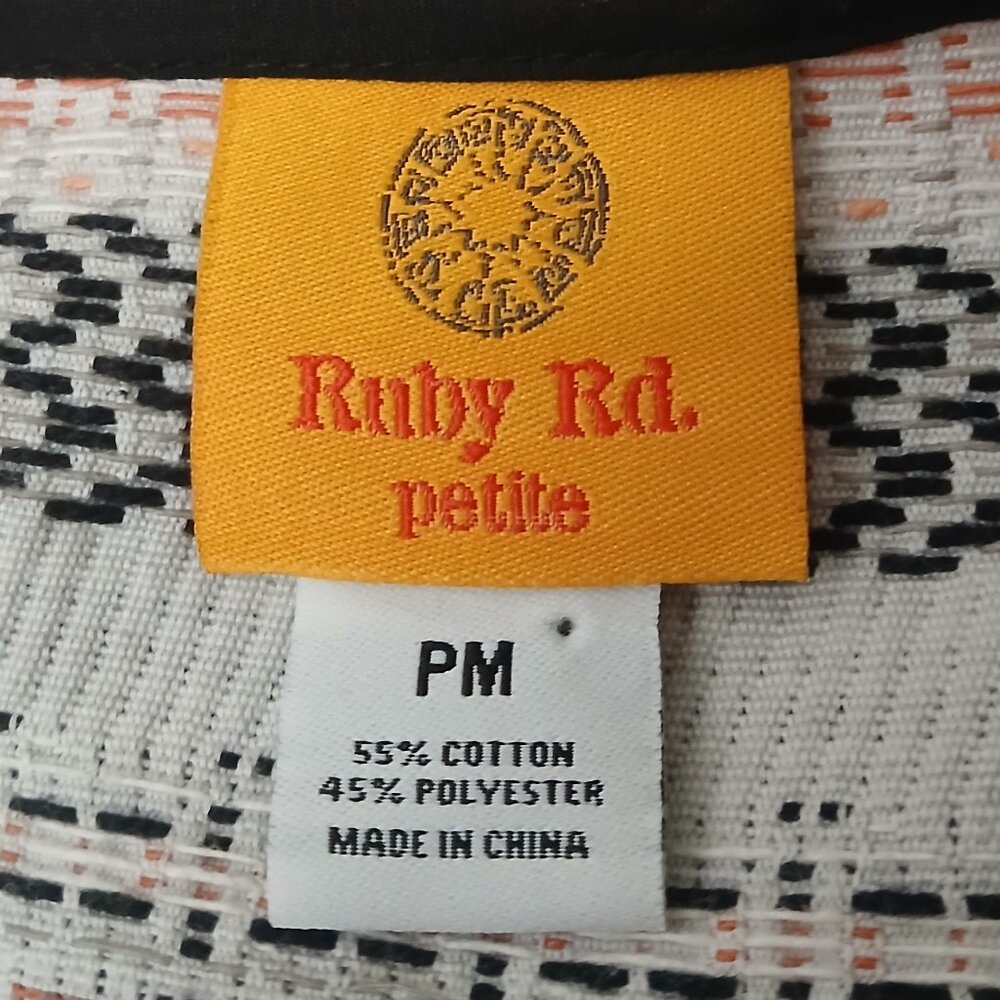 Ruby Rd.
petite
PM
55% COTTON
45% POLYESTER
MADE IN CHINA